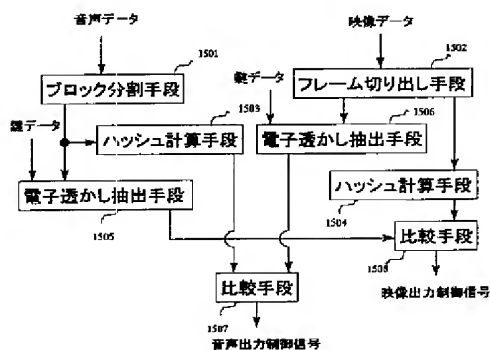 音声データ
映像データ
1501
1502
ブロック分割手段
鍵データ
フレーム切り出し手段
鍵データ
1503
1506
ハッシュ計算手段
電子透かし抽出手段
電子透かし抽出手段
ハッシュ計算手段
1505
1504
比較手段
1508
比較手段
映像出力制御信号
1507
音声出力制御信号